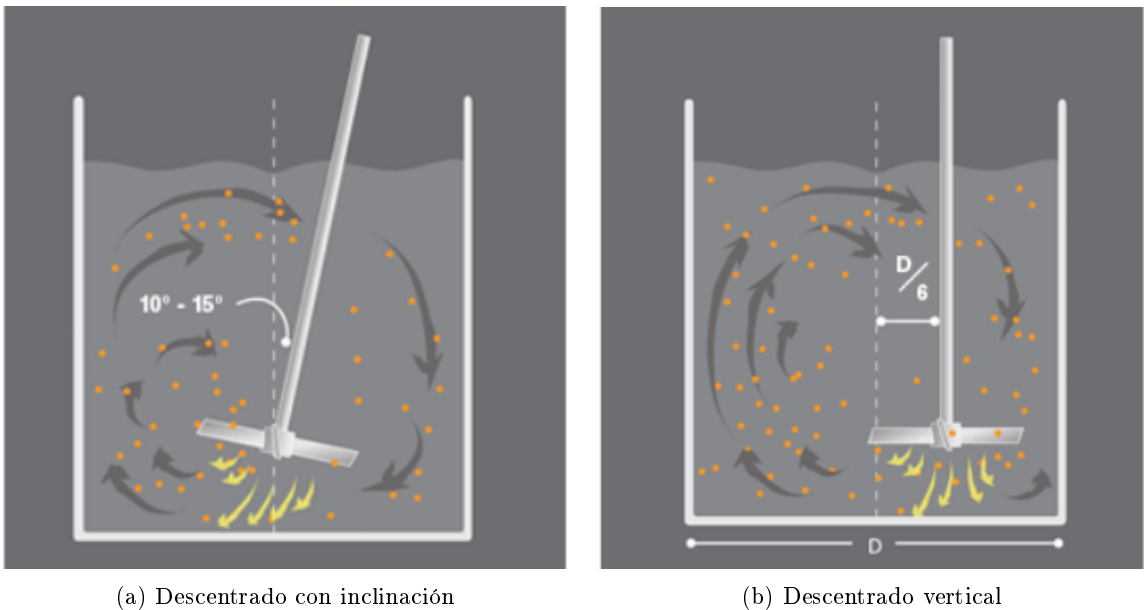 10º - 15º
D/6
D
(a) Descentrado con inclinación
(b) Descentrado vertical